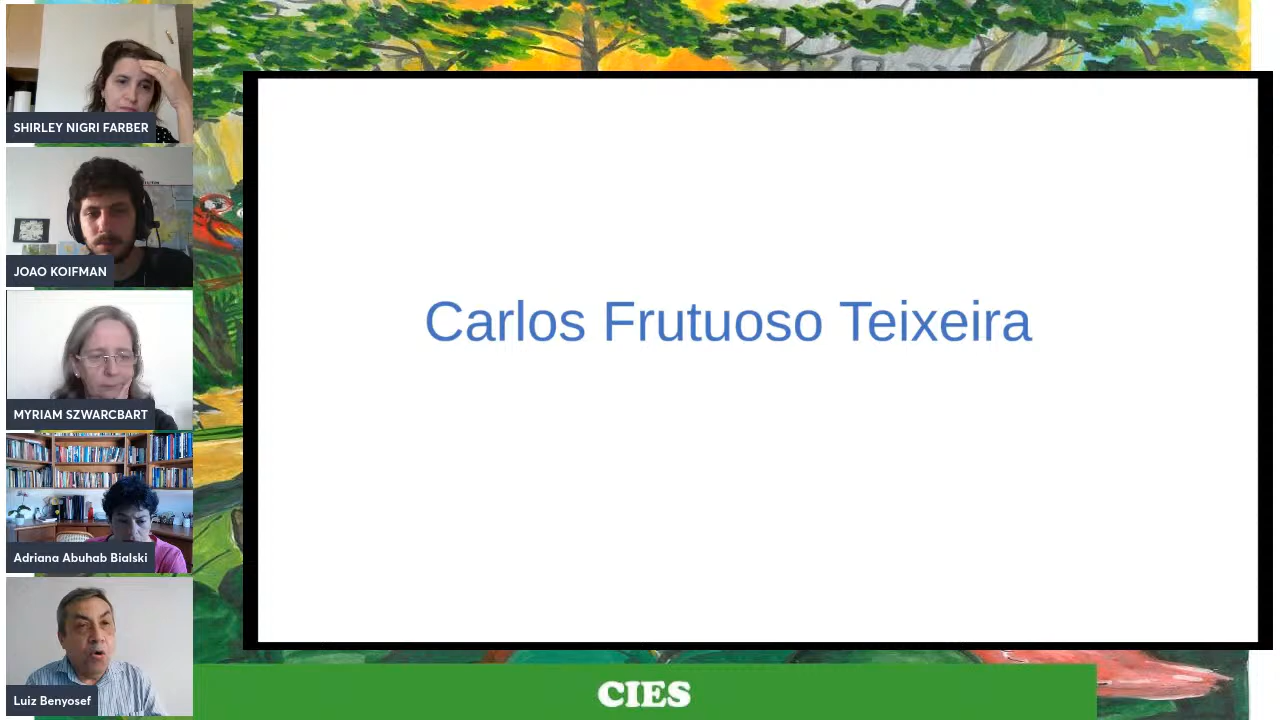 SHIRLEY NIGRI FARBER
JOAO KOIFMAN
MYRIAM SZWARCBART
Adriana Abuhab Bialski
Luiz Benyosef
Carlos Frutuoso Teixeira
CIES